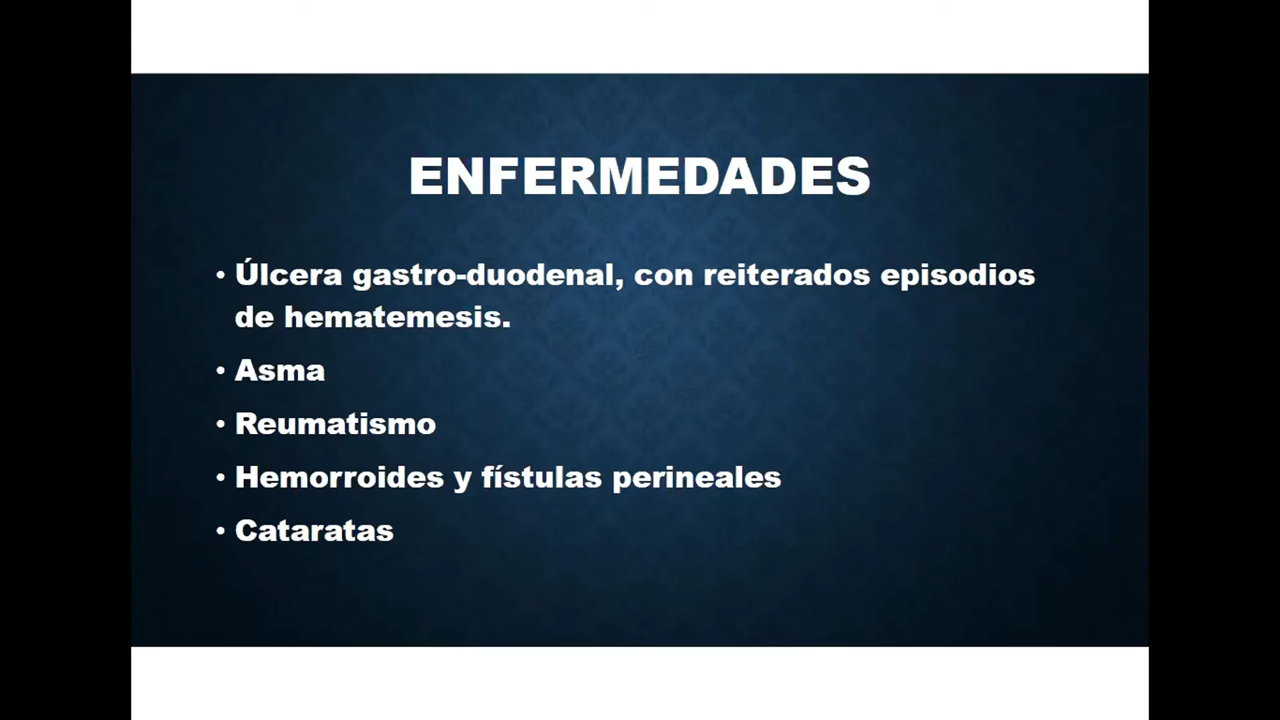 ENFERMEDADES
• Úlcera gastro-duodenal, con reiterados episodios
de hematemesis.
• Asma
• Reumatismo
• Hemorroides y fístulas perineales
• Cataratas